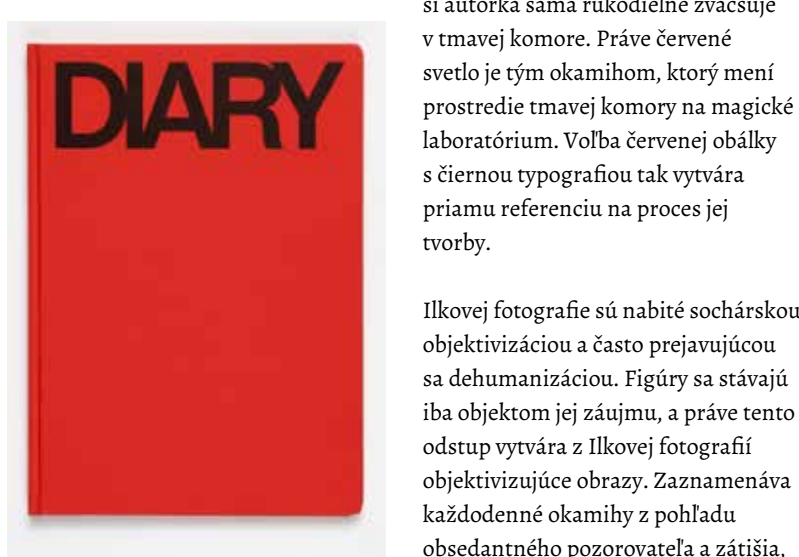 DIARY
si autorka sama rukodielne zväčšuje
v tmavej komore. Práve červené
svetlo je tým okamihom, ktorý mení
prostredie tmavej komory na magické
laboratórium. Voľba červenej obálky
s čiernou typografiou tak vytvára
priamu referenciu na proces jej
tvorby.
Ilkovej fotografie sú nabité sochárskou
objektivizáciou a často prejavujúcou
sa dehumanizáciou. Figúry sa stávajú
iba objektom jej záujmu, a práve tento
odstup vytvára z Ilkovej fotografií
objektivizujúce obrazy. Zaznamenáva
každodenné okamihy z pohľadu
obsedantného pozorovateľa a zátišia,